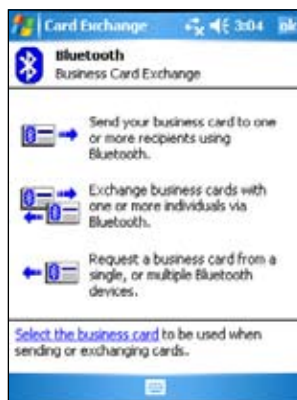 Card Exchange 3:04 ok
Bluetooth
Business Card Exchange
Send your business card to one
or more recipients using
Bluetooth.
Exchange business cards with
one or more individuals via
Bluetooth.
Request a business card from a
single, or multiple Bluetooth
devices.
Select the business card to be used when
sending or exchanging cards.